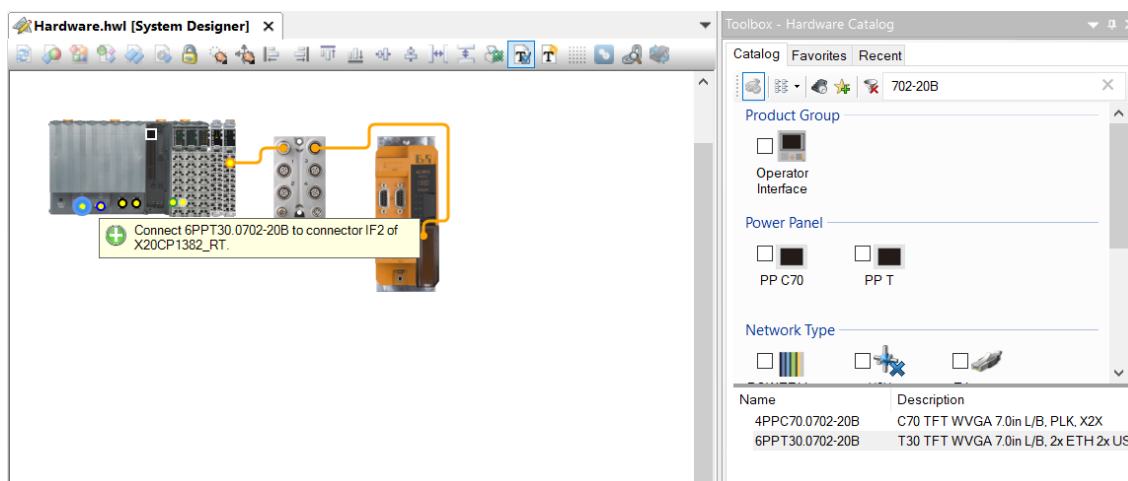 Hardware.hwl [System Designer]
Toolbox - Hardware Catalog
Catalog
Favorites
Recent
702-20B
Product Group
Operator
Interface
Power Panel
PP C70
PP T
Network Type
Connect 6PPT30.0702-20B to connector IF2 of
X20CP1382_RT.
Name
Description
4PPC70.0702-20B
C70 TFT WVGA 7.0in L/B, PLK, X2X
6PPT30.0702-20B
T30 TFT WVGA 7.0in L/B, 2x ETH 2x US